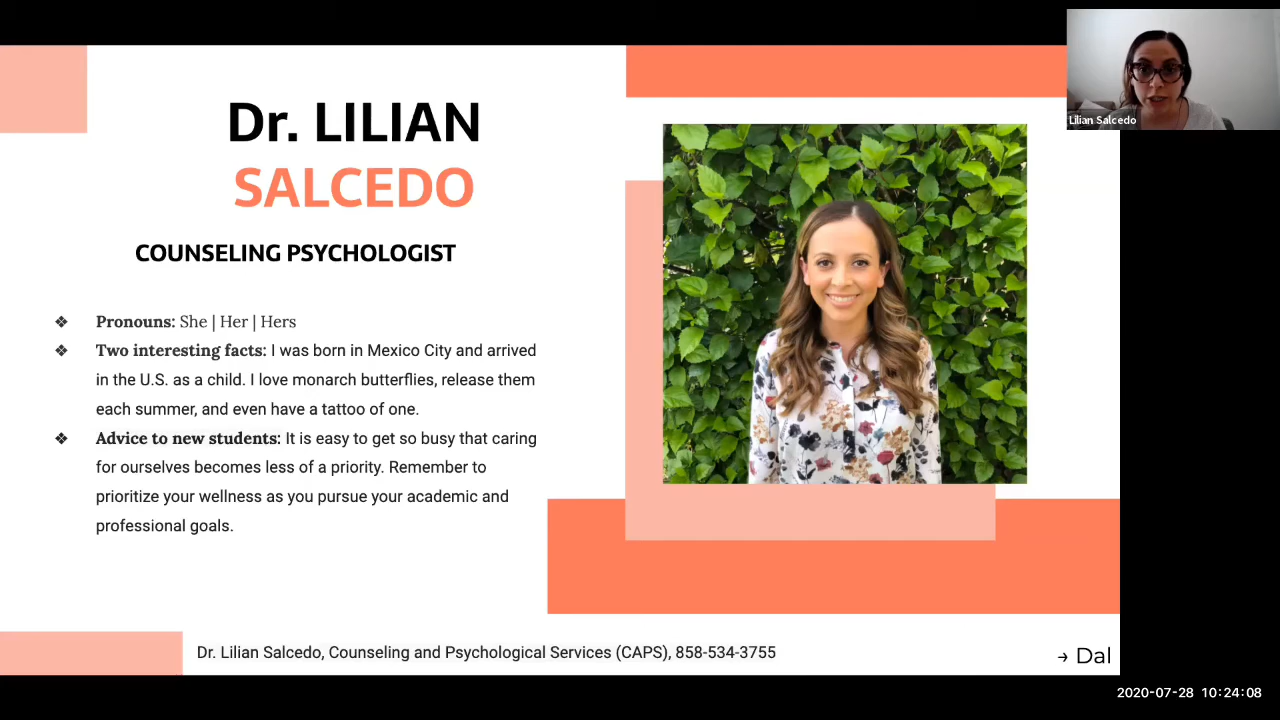 Lilian Salcedo
Dr. LILIAN
SALCEDO
COUNSELING PSYCHOLOGIST
❖ Pronouns: She | Her | Hers
❖ Two interesting facts: I was born in Mexico City and arrived
in the U.S. as a child. I love monarch butterflies, release them
each summer, and even have a tattoo of one.
❖ Advice to new students: It is easy to get so busy that caring
for ourselves becomes less of a priority. Remember to
prioritize your wellness as you pursue your academic and
professional goals.
Dr. Lilian Salcedo, Counseling and Psychological Services (CAPS), 858-534-3755
→ Dal
2020-07-28 10:24:08